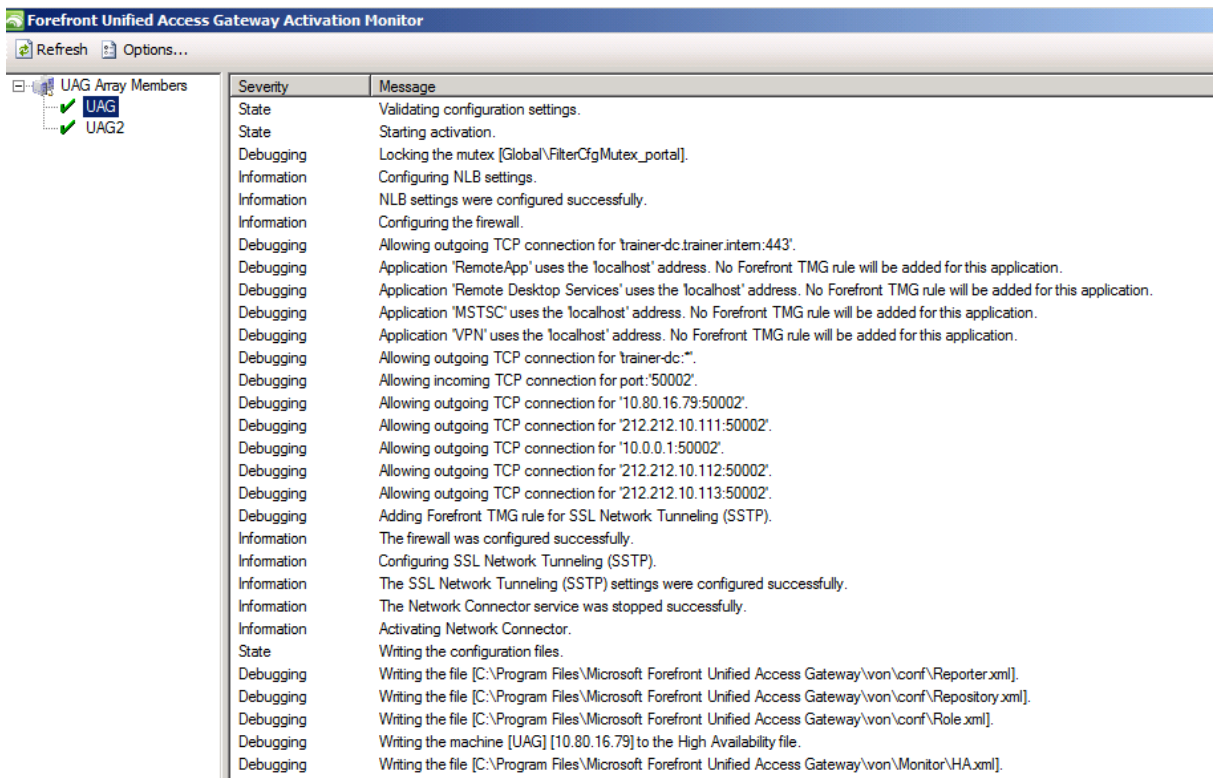 Forefront Unified Access Gateway Activation Monitor
Refresh Options...
UAG Array Members
UAG
UAG2
Severity Message
State Validating configuration settings.
State Starting activation.
Debugging Locking the mutex [Global\FilterCfgMutex_portal].
Information Configuring NLB settings.
Information NLB settings were configured successfully.
Information Configuring the firewall.
Debugging Allowing outgoing TCP connection for 'trainer-dc.trainer.intern:443'.
Debugging Application 'RemoteApp' uses the 'localhost' address. No Forefront TMG rule will be added for this application.
Debugging Application 'Remote Desktop Services' uses the 'localhost' address. No Forefront TMG rule will be added for this application.
Debugging Application 'MSTSC' uses the 'localhost' address. No Forefront TMG rule will be added for this application.
Debugging Application 'VPN' uses the 'localhost' address. No Forefront TMG rule will be added for this application.
Debugging Allowing outgoing TCP connection for 'trainer-dc:*'.
Debugging Allowing incoming TCP connection for port:'50002'.
Debugging Allowing outgoing TCP connection for '10.80.16.79:50002'.
Debugging Allowing outgoing TCP connection for '212.212.10.111:50002'.
Debugging Allowing outgoing TCP connection for '10.0.0.1:50002'.
Debugging Allowing outgoing TCP connection for '212.212.10.112:50002'.
Debugging Allowing outgoing TCP connection for '212.212.10.113:50002'.
Debugging Adding Forefront TMG rule for SSL Network Tunneling (SSTP).
Information The firewall was configured successfully.
Information Configuring SSL Network Tunneling (SSTP).
Information The SSL Network Tunneling (SSTP) settings were configured successfully.
Information The Network Connector service was stopped successfully.
Information Activating Network Connector.
State Writing the configuration files.
Debugging Writing the file [C:\Program Files\Microsoft Forefront Unified Access Gateway\von\conf\Reporter.xml].
Debugging Writing the file [C:\Program Files\Microsoft Forefront Unified Access Gateway\von\conf\Repository.xml].
Debugging Writing the file [C:\Program Files\Microsoft Forefront Unified Access Gateway\von\conf\Role.xml].
Debugging Writing the machine [UAG] [10.80.16.79] to the High Availability file.
Debugging Writing the file [C:\Program Files\Microsoft Forefront Unified Access Gateway\von\Monitor\HA.xml].